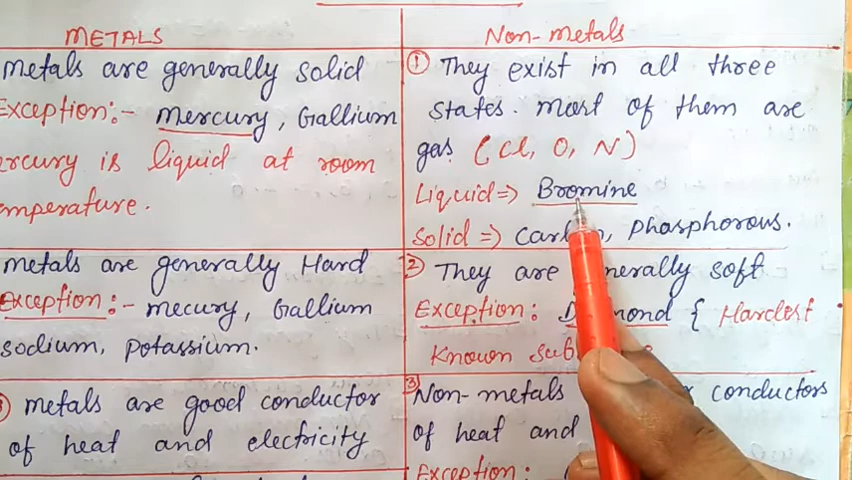 METALS
metals are generally solid
Exception:- mercury, Gallium
ercury is liquid at room
mperature.
metals are generally Hard
Exception:- mecury, Gallium
sodium, potassium.
metals are good conductor
of heat and electricity
Non-metals
① They exist in all three
states. most of them are
gas (Cl, O, N)
Liquid => Bromine
Solid => Carb n, phasphorous.
② They are nerally soft
Exception: D mond { Hardest
Known sub
③ Non-metals conductors
of heat and
Exception: